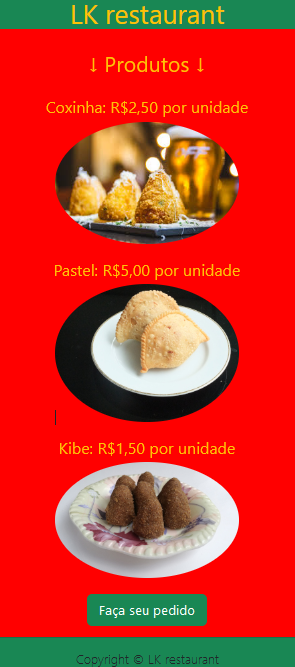 LK restaurant
↓ Produtos ↓
Coxinha: R$2,50 por unidade
Pastel: R$5,00 por unidade
Kibe: R$1,50 por unidade
Faça seu pedido
Copyright © LK restaurant